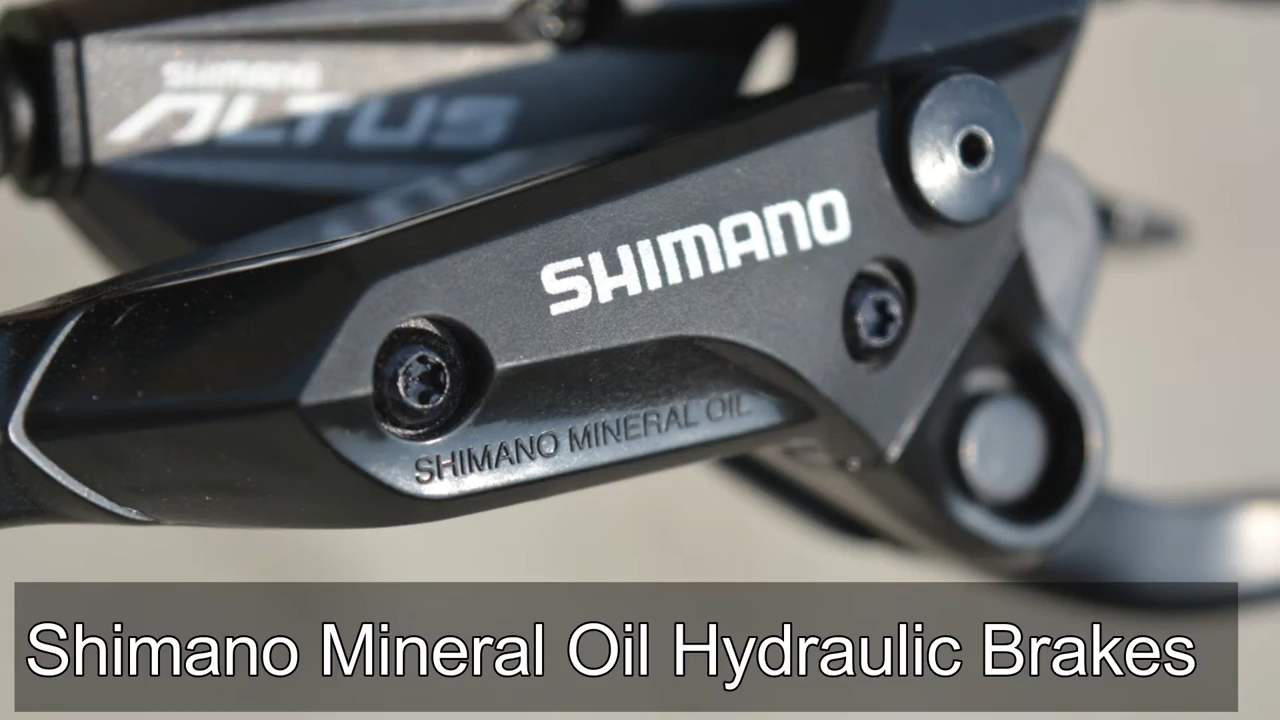 SHIMANO
ALTUS
SHIMANO
SHIMANO MINERAL OIL
Shimano Mineral Oil Hydraulic Brakes